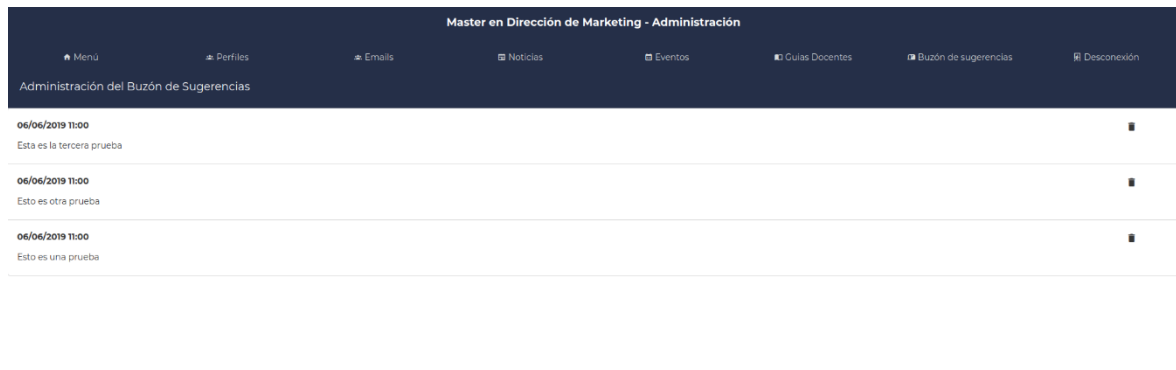 Master en Dirección de Marketing - Administración
Menú Perfiles Emails Noticias Eventos Guias Docentes Buzón de sugerencias Desconexión
Administración del Buzón de Sugerencias
06/06/2019 11:00
Esta es la tercera prueba
06/06/2019 11:00
Esto es otra prueba
06/06/2019 11:00
Esto es una prueba